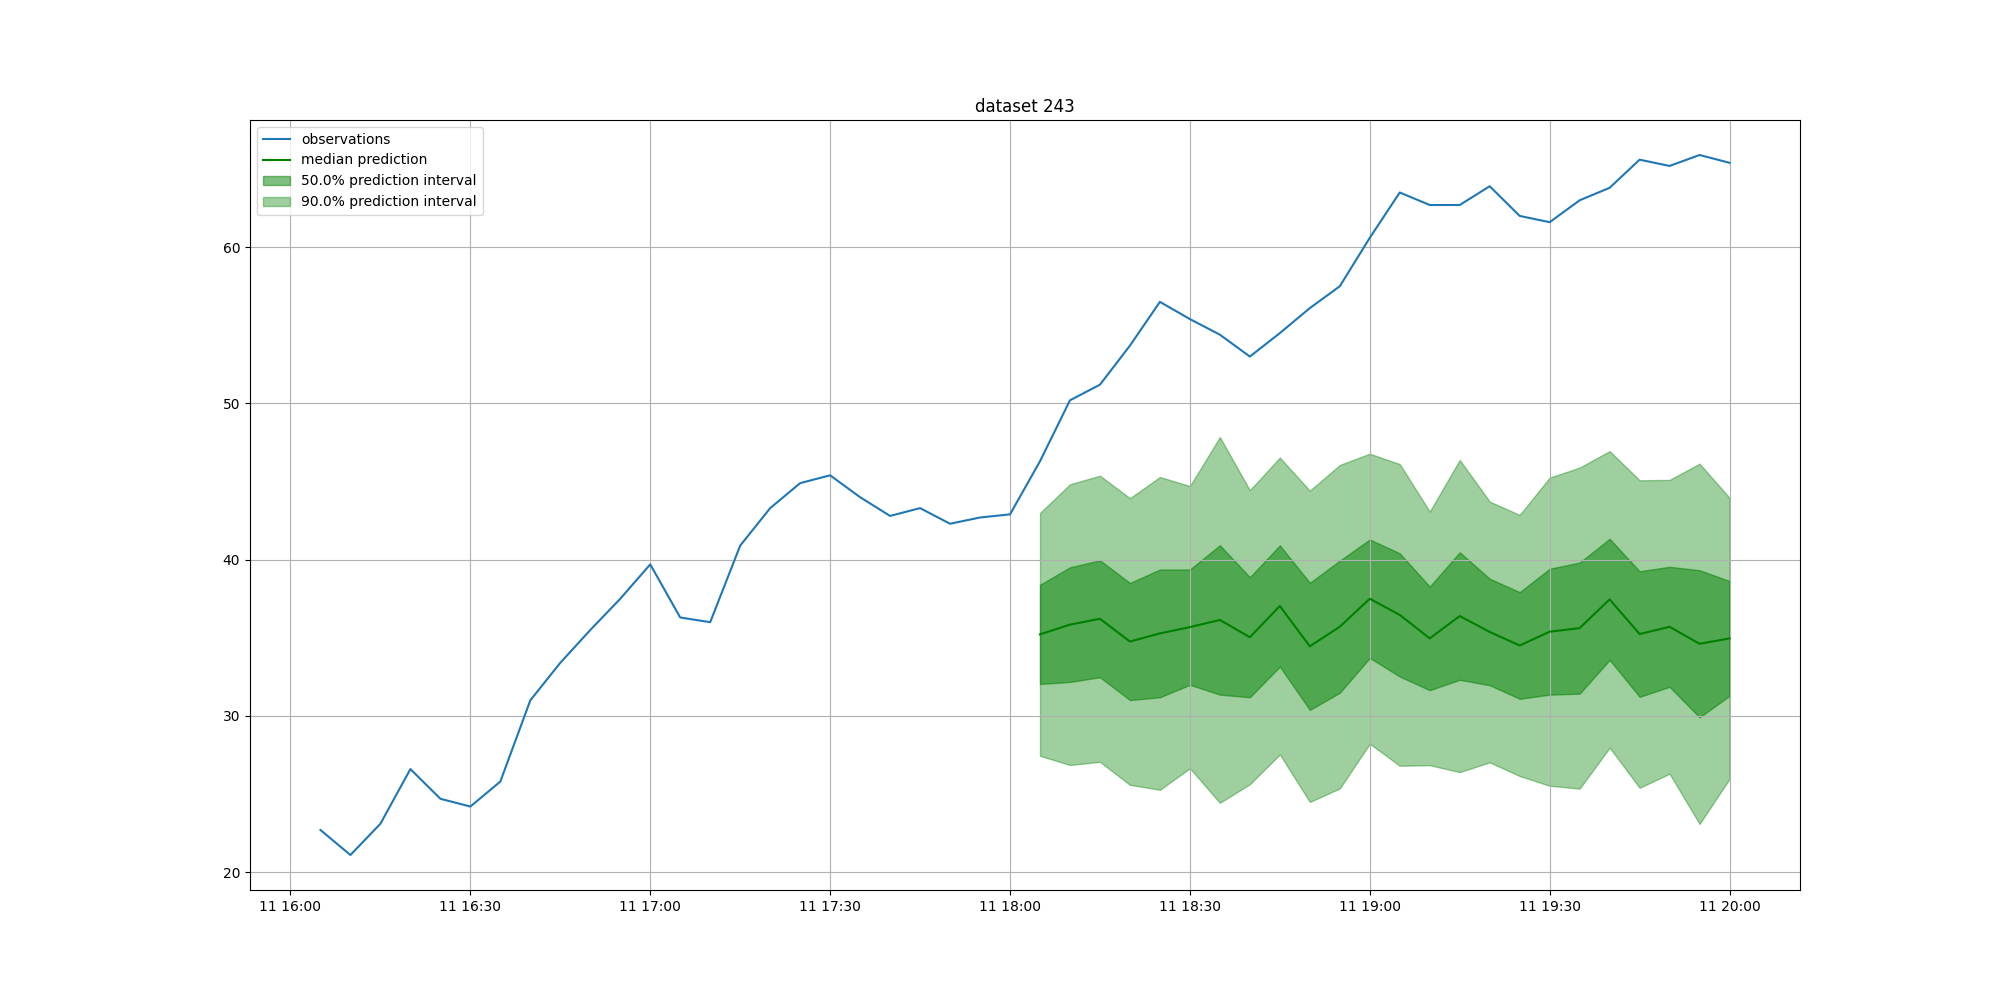 dataset 243
observations
median prediction
50.0% prediction interval
90.0% prediction interval
60
50
40
30
20
11 16:00 11 16:30 11 17:00 11 17:30 11 18:00 11 18:30 11 19:00 11 19:30 11 20:00